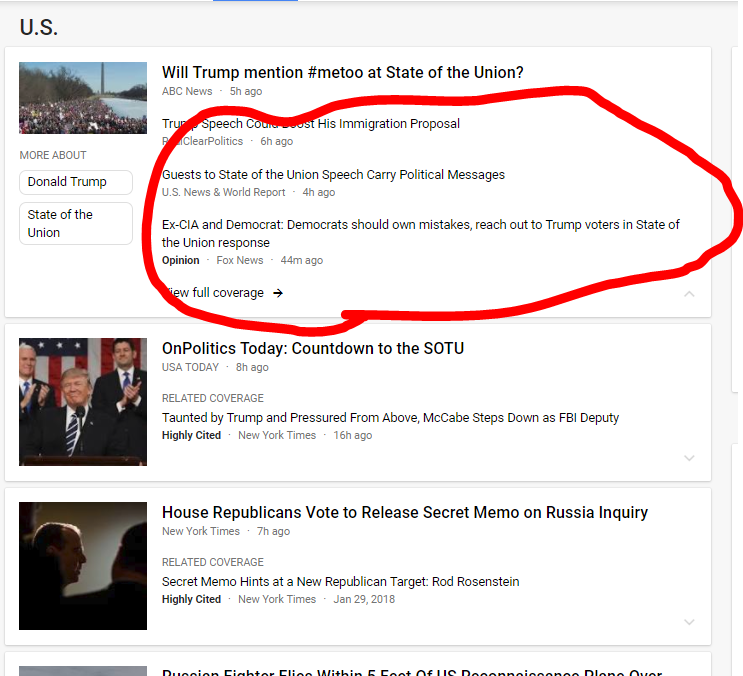 U.S.
Will Trump mention #metoo at State of the Union?
ABC News · 5h ago
Trump Speech Could Boost His Immigration Proposal
RealClearPolitics · 6h ago
MORE ABOUT
Donald Trump
State of the
Union
Guests to State of the Union Speech Carry Political Messages
U.S. News & World Report · 4h ago
Ex-CIA and Democrat: Democrats should own mistakes, reach out to Trump voters in State of
the Union response
Opinion · Fox News · 44m ago
View full coverage →
OnPolitics Today: Countdown to the SOTU
USA TODAY · 8h ago
RELATED COVERAGE
Taunted by Trump and Pressured From Above, McCabe Steps Down as FBI Deputy
Highly Cited · New York Times · 16h ago
House Republicans Vote to Release Secret Memo on Russia Inquiry
New York Times · 7h ago
RELATED COVERAGE
Secret Memo Hints at a New Republican Target: Rod Rosenstein
Highly Cited · New York Times · Jan 29, 2018
Russian Fighter Flies Within 5 Feet Of US Reconnaissance Plane Over